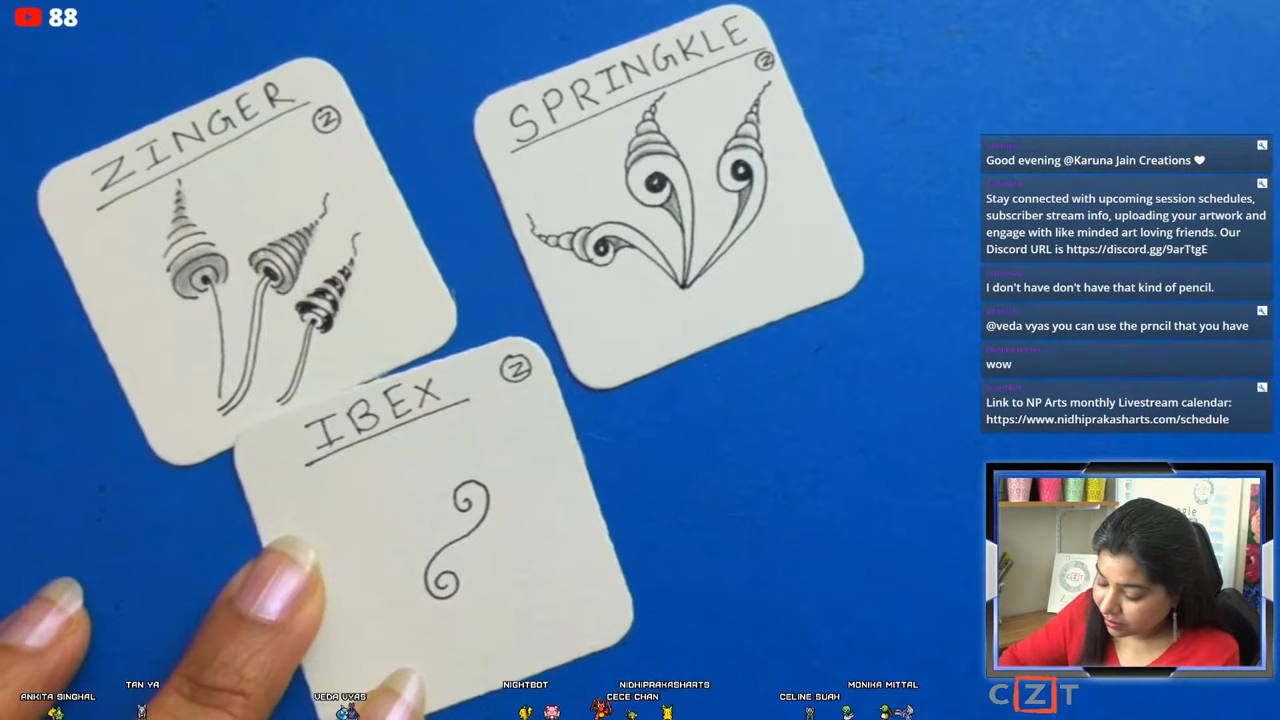 88
ZINGER
Z
SPRINGKLE
Z
IBEX
Z
Good evening @Karuna Jain Creations ❤
Stay connected with upcoming session schedules,
subscriber stream info, uploading your artwork and
engage with like minded art loving friends. Our
Discord URL is https://discord.gg/9arTtgE
I don't have don't have that kind of pencil.
@veda vyas you can use the prncil that you have
wow
Link to NP Arts monthly Livestream calendar:
https://www.nidhiprakasharts.com/schedule
CZT
CZT
ANKITA SINGHAL
TAN YA
VEDA VYAS
NIGHTBOT
NIDHIPRAKASHARTS
CECE CHAN
CELINE SUAH
MONIKA MITTAL